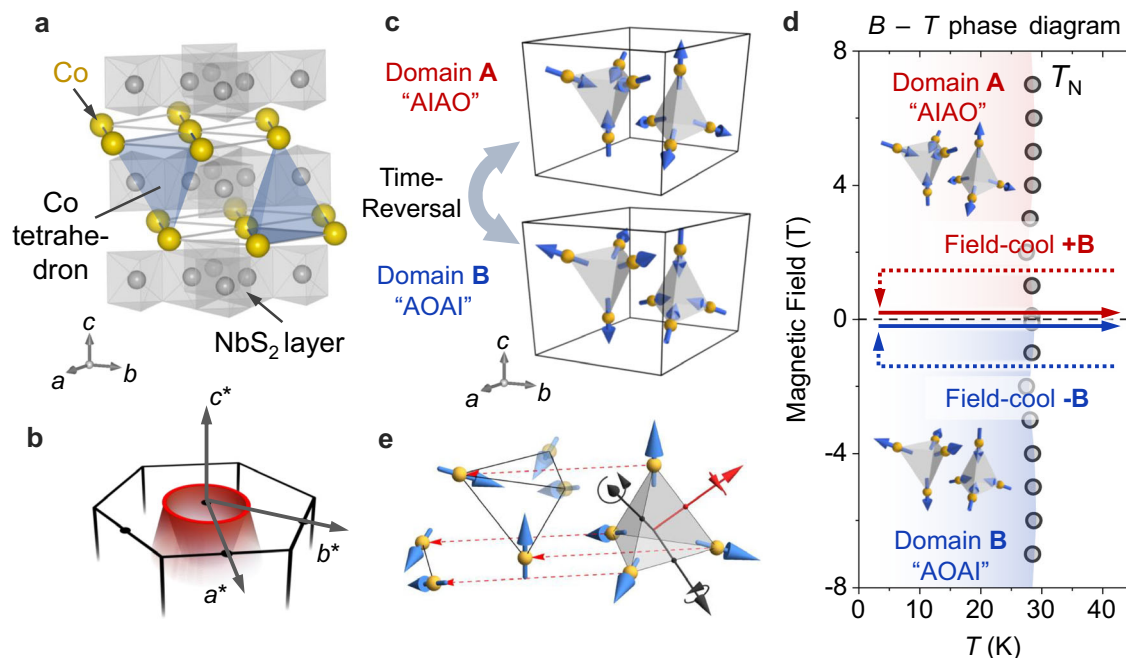 a
Co
Co
tetrahe-
dron
NbS2 layer
c
a
b
b
c*
b*
a*
c
Domain A
“AIAO”
Time-
Reversal
Domain B
“AOAI”
c
a
b
e
d
B – T phase diagram
TN
Domain A
“AIAO”
Field-cool +B
Field-cool -B
Domain B
“AOAI”
Magnetic Field (T)
8
4
0
-4
-8
0
10
20
30
40
T (K)